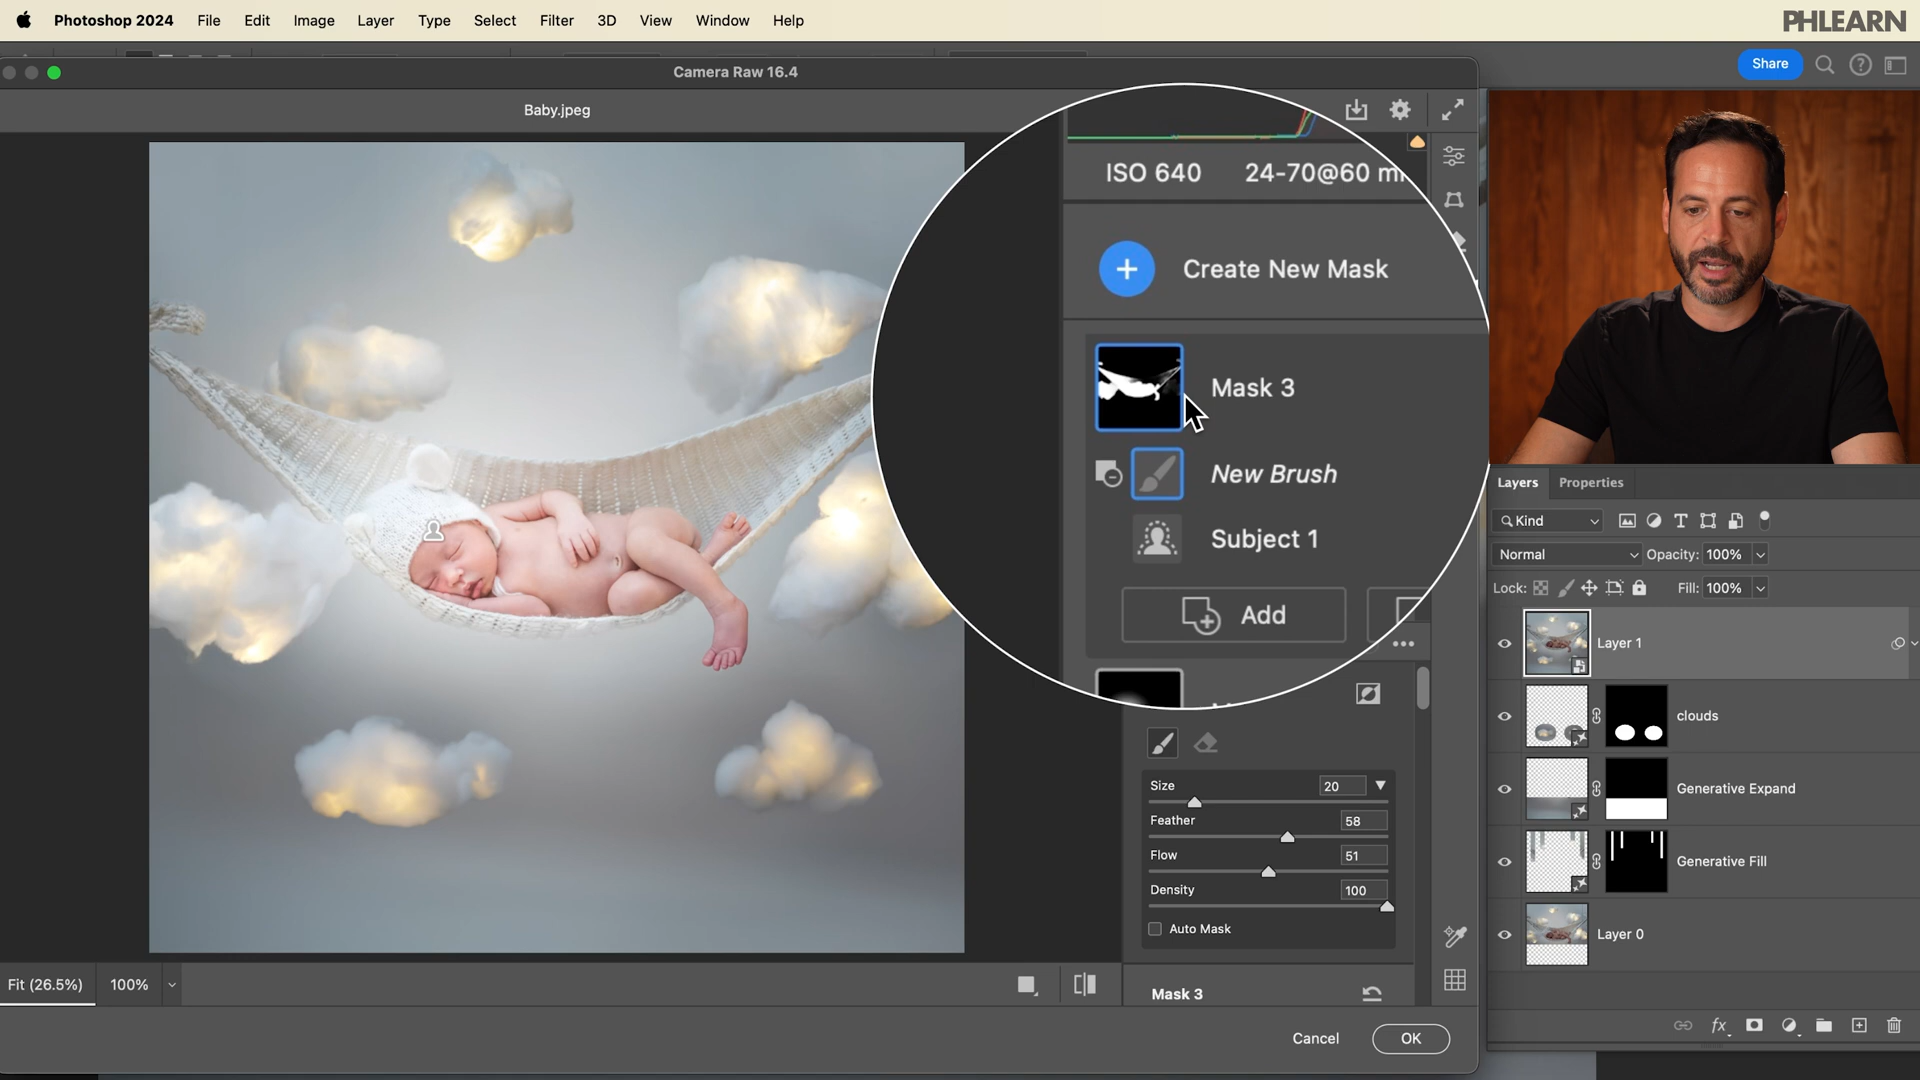 Photoshop 2024 File Edit Image Layer Type Select Filter 3D View Window Help
PHLEARN
Share
Camera Raw 16.4
Baby.jpeg
ISO 640 24-70@60
Create New Mask
Mask 3
New Brush
Subject 1
Add
Size 20
Feather 58
Flow 51
Density 100
Auto Mask
Mask 3
Fit (26.5%) 100%
Cancel OK
Layers Properties
Kind
Normal Opacity: 100%
Lock: Fill: 100%
Layer 1
clouds
Generative Expand
Generative Fill
Layer 0
fx